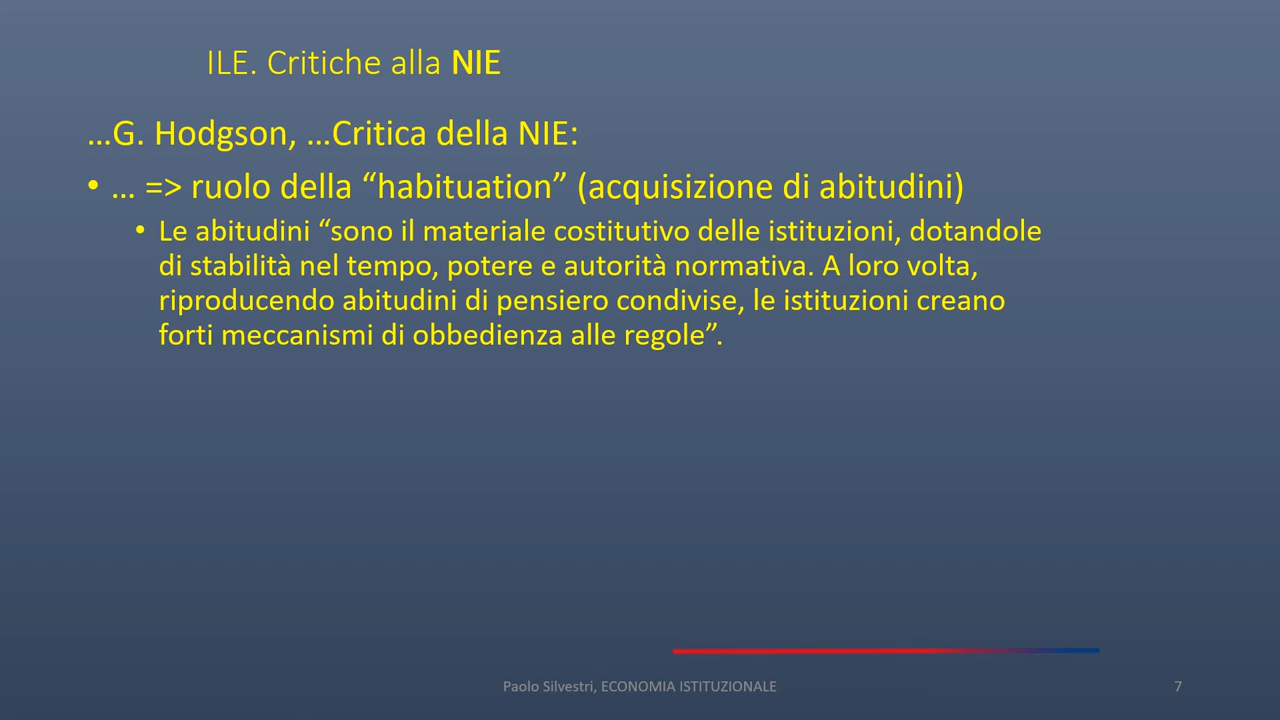 ILE. Critiche alla NIE
…G. Hodgson, …Critica della NIE:
• … => ruolo della “habituation” (acquisizione di abitudini)
• Le abitudini “sono il materiale costitutivo delle istituzioni, dotandole
di stabilità nel tempo, potere e autorità normativa. A loro volta,
riproducendo abitudini di pensiero condivise, le istituzioni creano
forti meccanismi di obbedienza alle regole”.
Paolo Silvestri, ECONOMIA ISTITUZIONALE
7